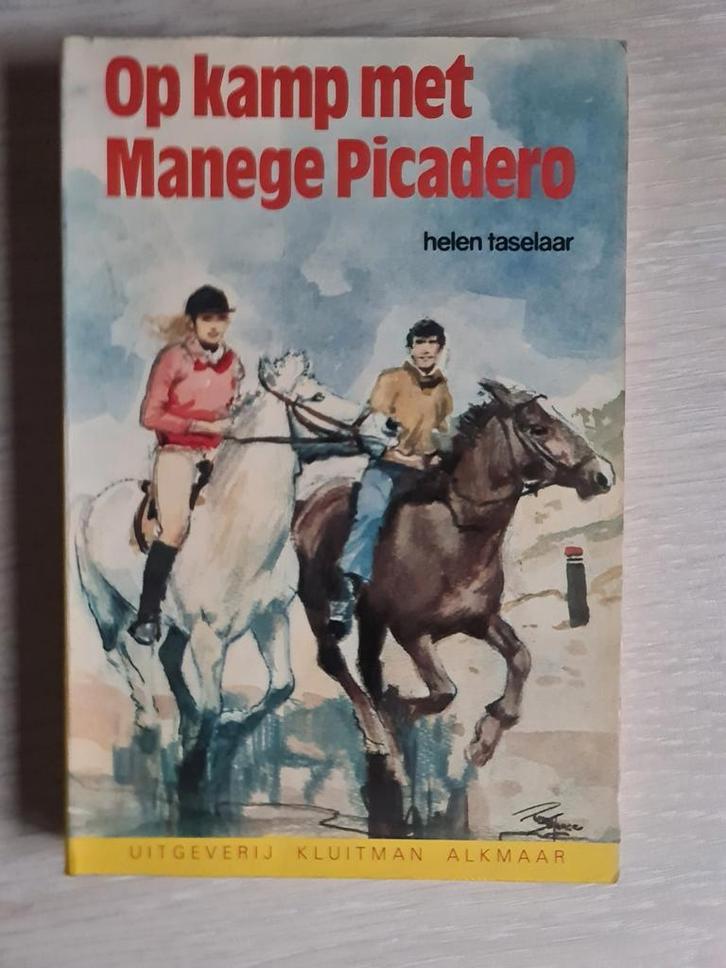 Op kamp met
Manege Picadero
helen taselaar
UITGEVERIJ KLUITMAN ALKMAAR